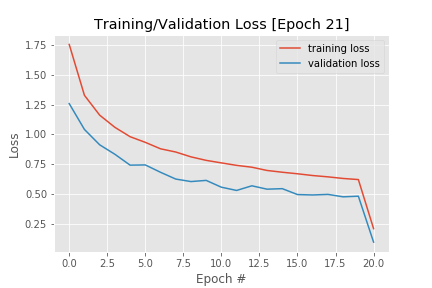 Training/Validation Loss [Epoch 21]
training loss
validation loss
1.75
1.50
1.25
1.00
0.75
0.50
0.25
Loss
0.0 2.5 5.0 7.5 10.0 12.5 15.0 17.5 20.0
Epoch #